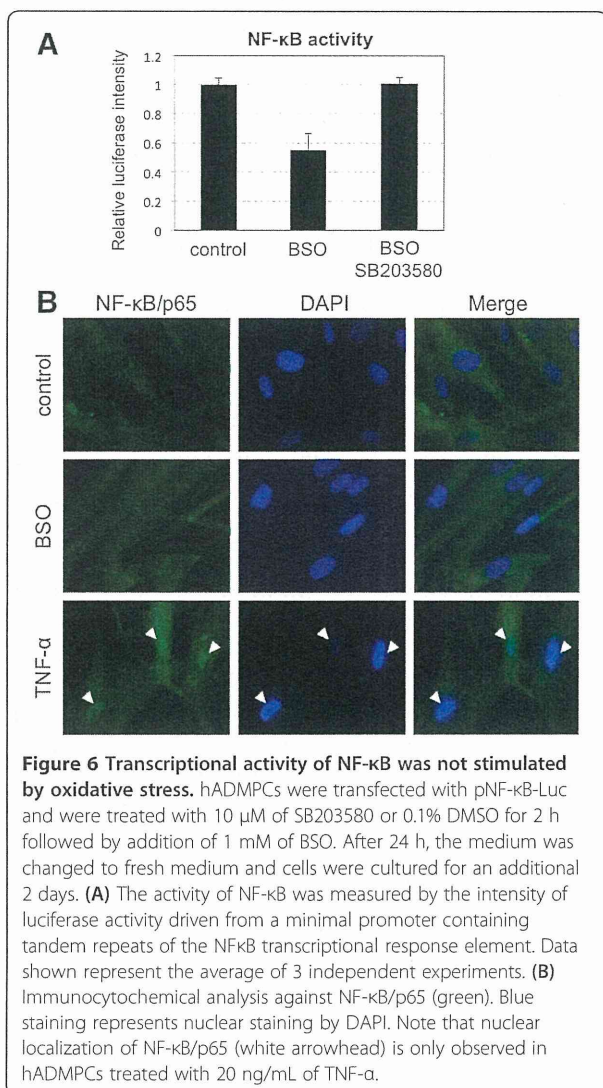 A
NF-κB activity
Relative luciferase intensity
1.2
1
0.8
0.6
0.4
0.2
0
control
BSO
BSO
SB203580
B
NF-κB/p65
DAPI
Merge
control
BSO
TNF-α
Figure 6 Transcriptional activity of NF-κB was not stimulated
by oxidative stress. hADMPCs were transfected with pNF-κB-Luc
and were treated with 10 μM of SB203580 or 0.1% DMSO for 2 h
followed by addition of 1 mM of BSO. After 24 h, the medium was
changed to fresh medium and cells were cultured for an additional
2 days. (A) The activity of NF-κB was measured by the intensity of
luciferase activity driven from a minimal promoter containing
tandem repeats of the NFκB transcriptional response element. Data
shown represent the average of 3 independent experiments. (B)
Immunocytochemical analysis against NF-κB/p65 (green). Blue
staining represents nuclear staining by DAPI. Note that nuclear
localization of NF-κB/p65 (white arrowhead) is only observed in
hADMPCs treated with 20 ng/mL of TNF-α.